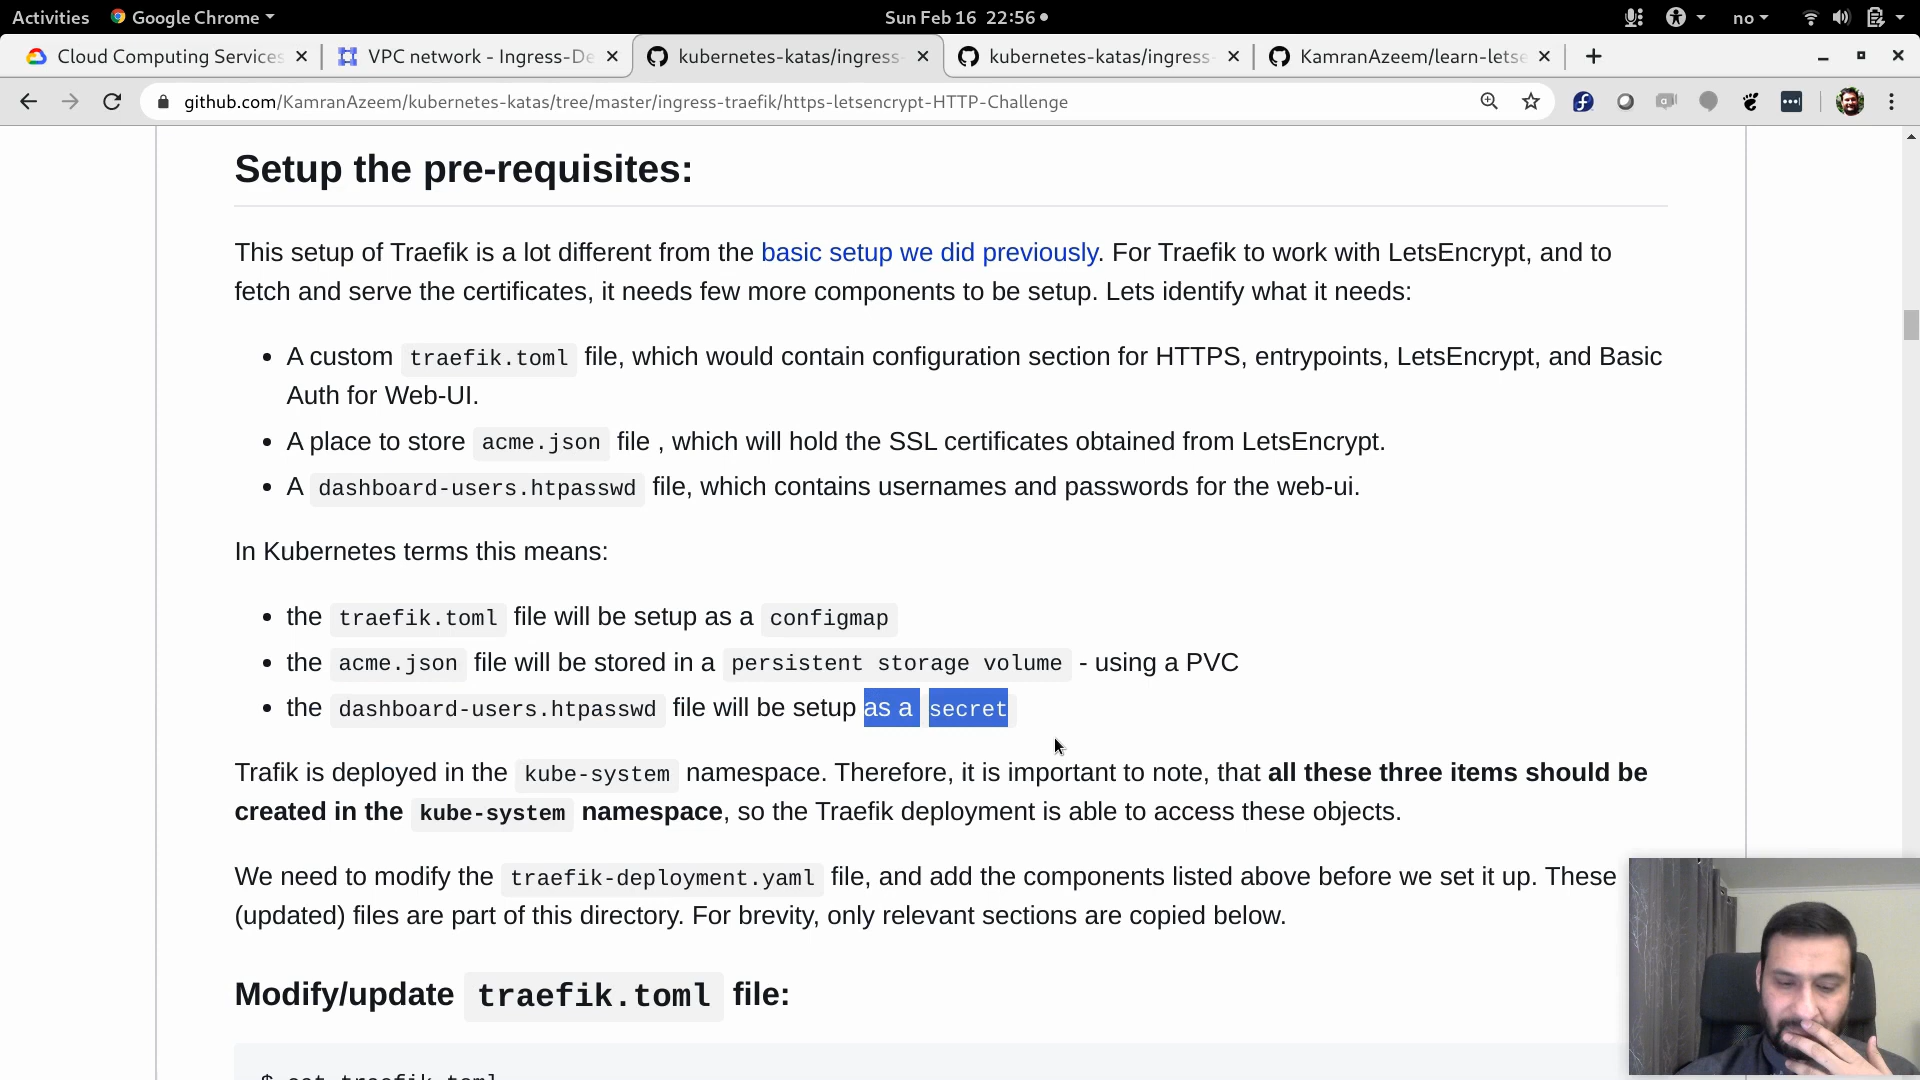 Activities Google Chrome Sun Feb 16 22:56 no
Cloud Computing Services VPC network - Ingress-De kubernetes-katas/ingress- kubernetes-katas/ingress- KamranAzeem/learn-letse
github.com/KamranAzeem/kubernetes-katas/tree/master/ingress-traefik/https-letsencrypt-HTTP-Challenge
Setup the pre-requisites:
This setup of Traefik is a lot different from the basic setup we did previously. For Traefik to work with LetsEncrypt, and to
fetch and serve the certificates, it needs few more components to be setup. Lets identify what it needs:
• A custom traefik.toml file, which would contain configuration section for HTTPS, entrypoints, LetsEncrypt, and Basic
Auth for Web-UI.
• A place to store acme.json file , which will hold the SSL certificates obtained from LetsEncrypt.
• A dashboard-users.htpasswd file, which contains usernames and passwords for the web-ui.
In Kubernetes terms this means:
• the traefik.toml file will be setup as a configmap
• the acme.json file will be stored in a persistent storage volume - using a PVC
• the dashboard-users.htpasswd file will be setup as a secret
Trafik is deployed in the kube-system namespace. Therefore, it is important to note, that all these three items should be
created in the kube-system namespace, so the Traefik deployment is able to access these objects.
We need to modify the traefik-deployment.yaml file, and add the components listed above before we set it up. These
(updated) files are part of this directory. For brevity, only relevant sections are copied below.
Modify/update traefik.toml file:
$ cat traefik.toml